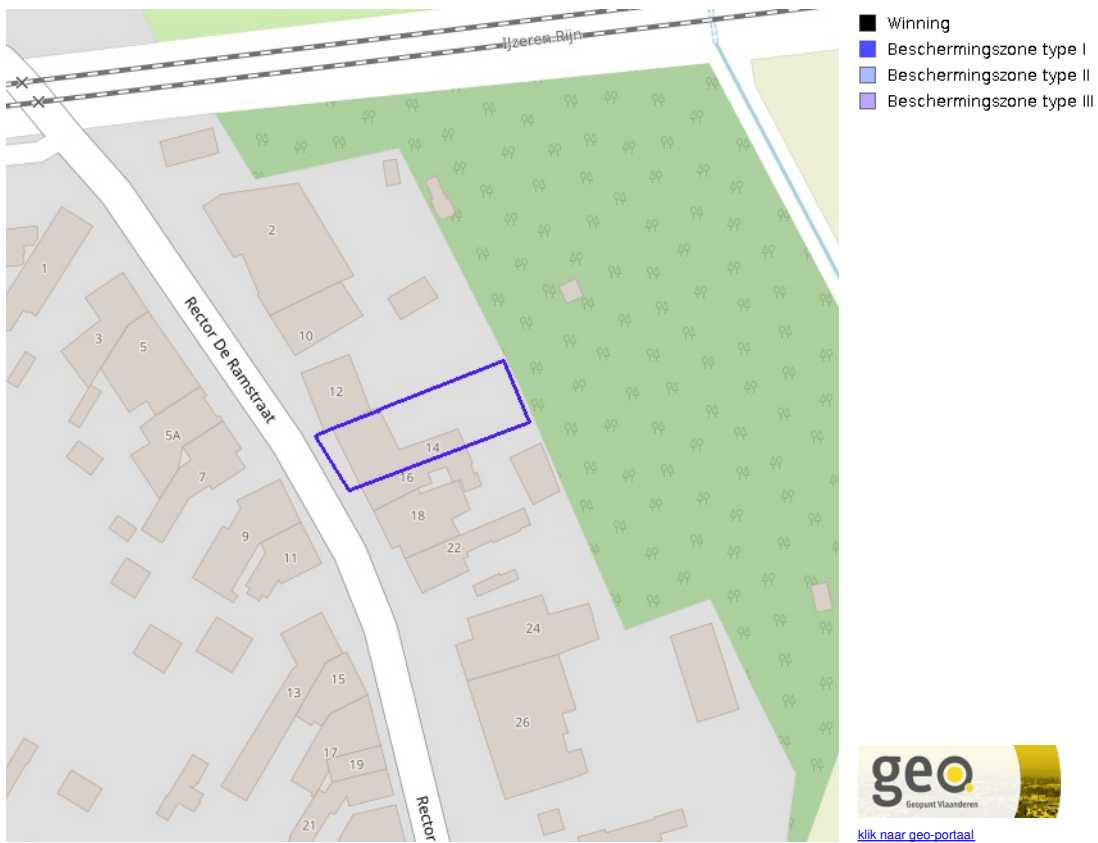 Ijzeren Rijn
Winning
Beschermingszone type I
Beschermingszone type II
Beschermingszone type III
2
1
10
3
5
Rector De Ramstraat
12
5A
14
7
16
18
9
22
11
24
15
13
26
17
19
Rector
21
geo
Geopunt Vlaanderen
klik naar geo-portaal